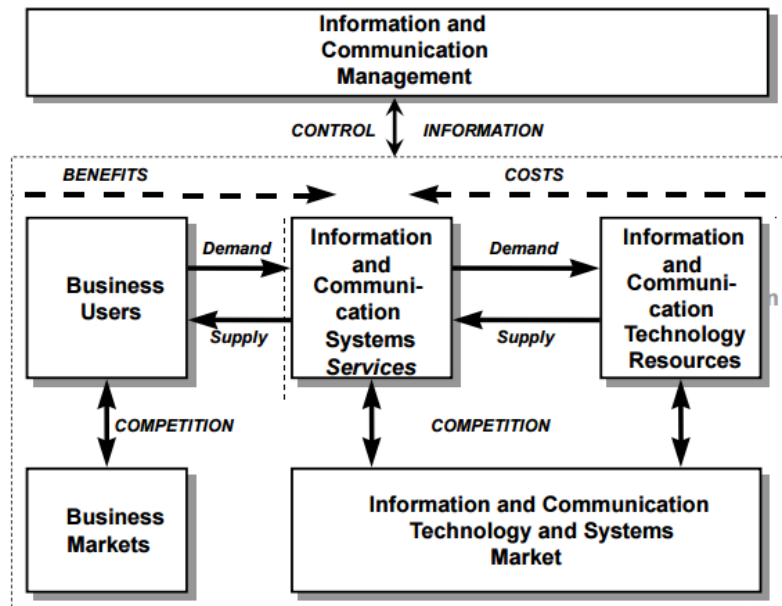 Information and
Communication
Management
CONTROL INFORMATION
BENEFITS
COSTS
Business
Users
Demand
Supply
Information
and
Communi-
cation
Systems
Services
Demand
Supply
Information
and
Communi-
cation
Technology
Resources
COMPETITION
COMPETITION
Business
Markets
Information and Communication
Technology and Systems
Market